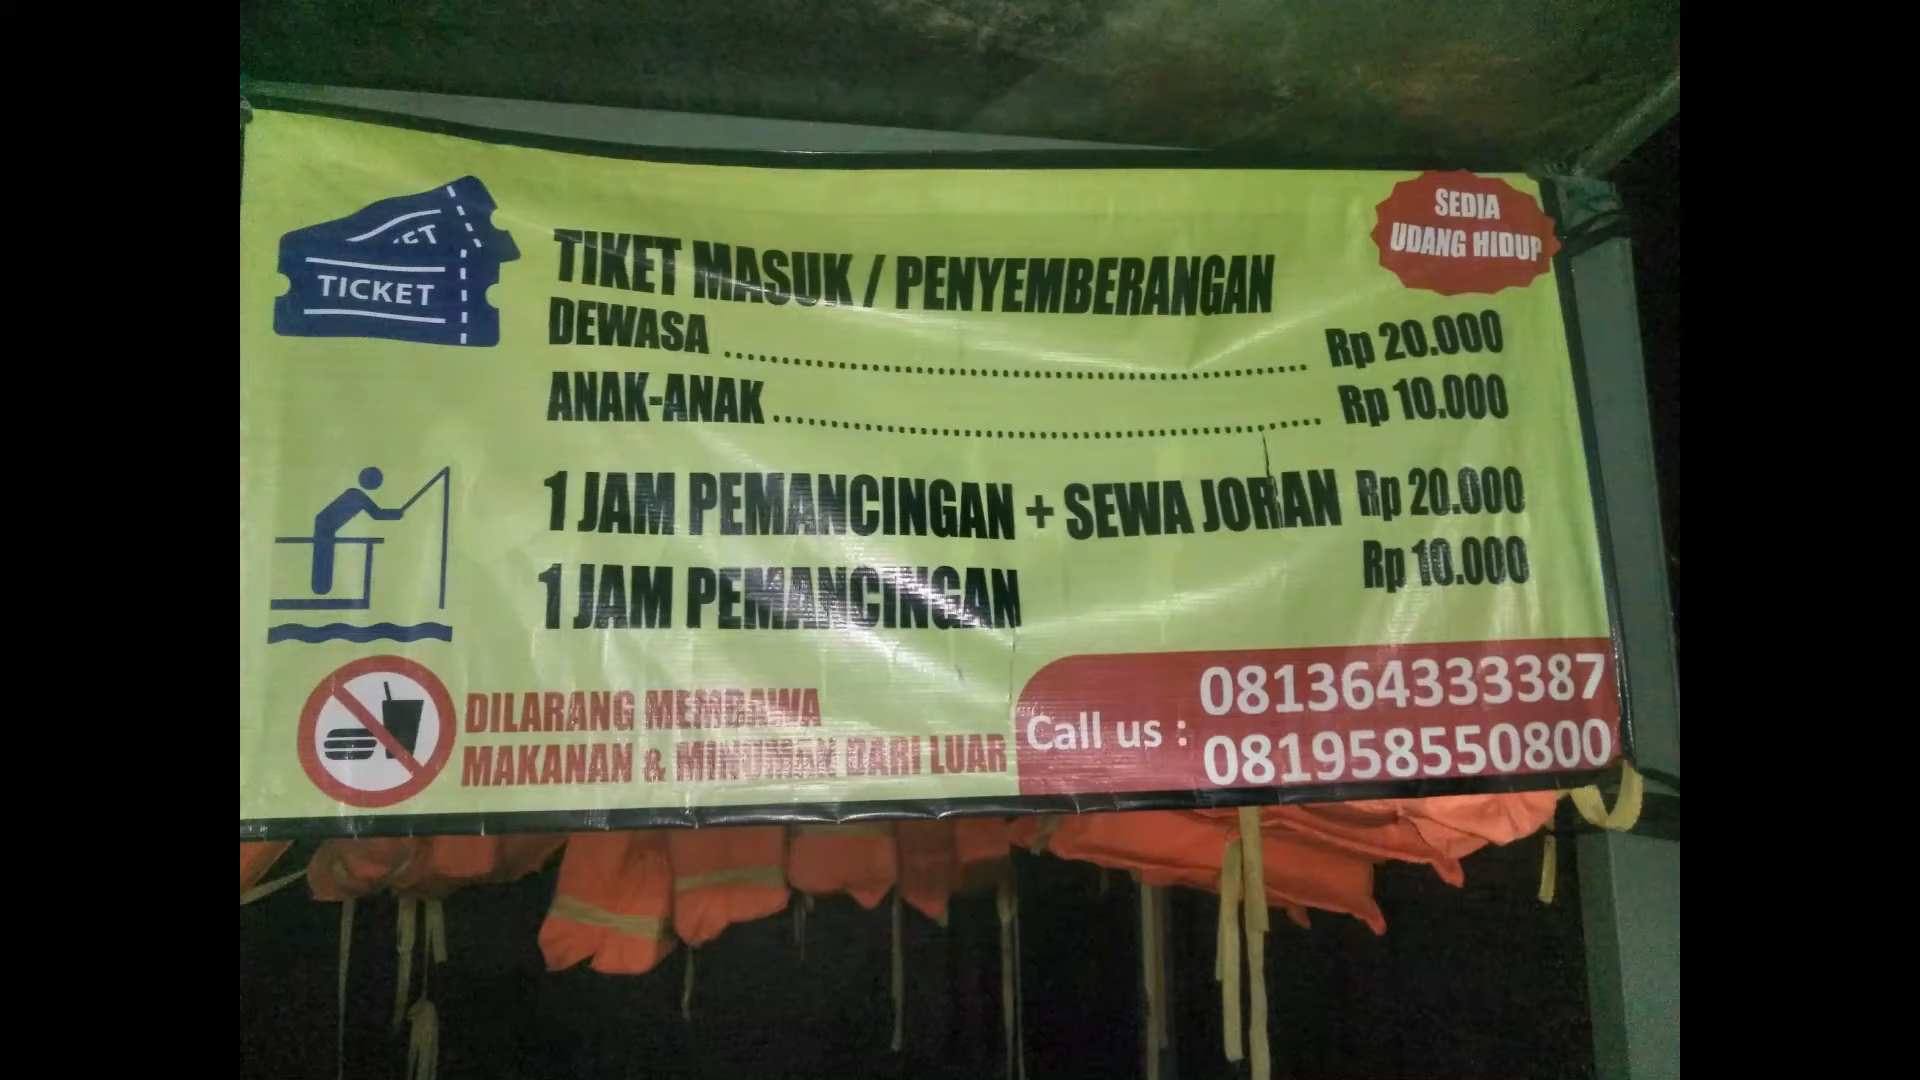 SEDIA
UDANG HIDUP
TICKET
TIKET MASUK / PENYEMBERANGAN
DEWASA ........................................ Rp 20.000
ANAK-ANAK ........................................ Rp 10.000
1 JAM PEMANCINGAN + SEWA JORAN Rp 20.000
1 JAM PEMANCINGAN Rp 10.000
DILARANG MEMBAWA
MAKANAN & MINUMAN DARI LUAR
Call us :
081364333387
081958550800